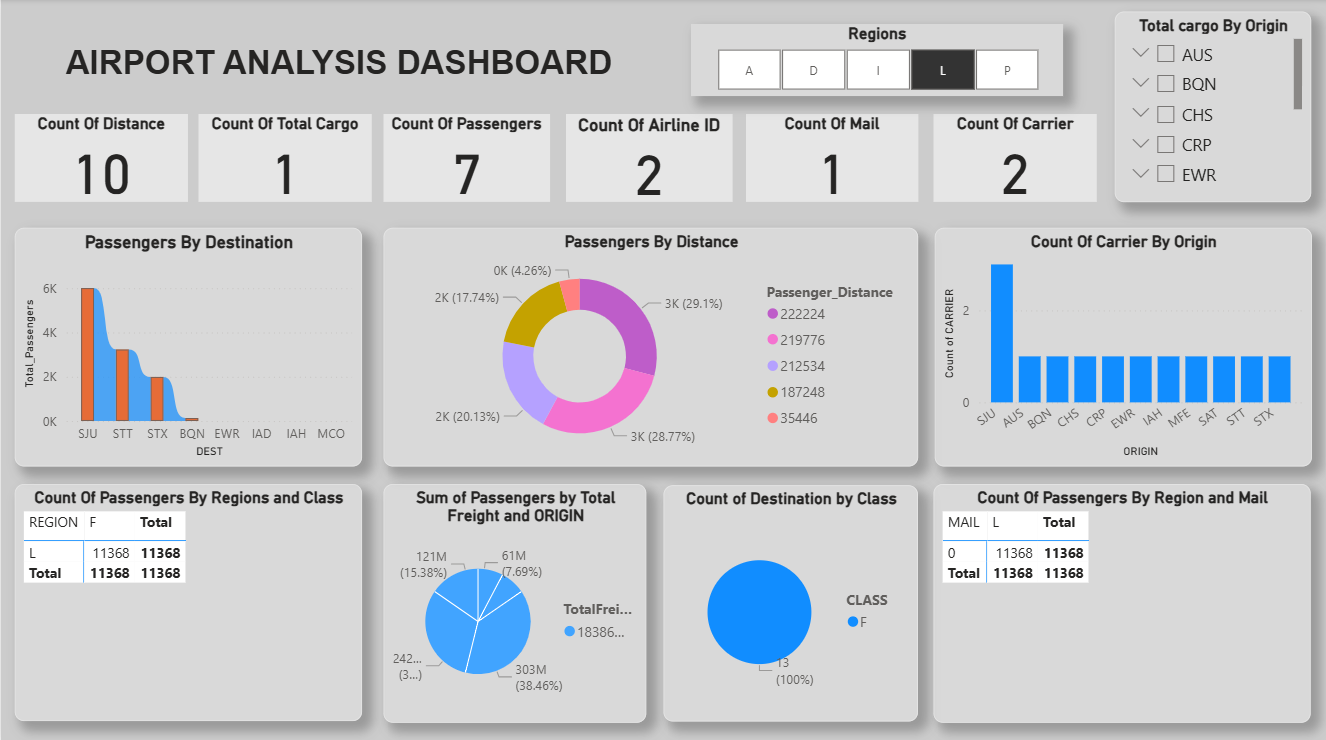 AIRPORT ANALYSIS DASHBOARD
Regions
A D I L P
Total cargo By Origin
AUS
BQN
CHS
CRP
EWR
Count Of Distance
10
Count Of Total Cargo
1
Count Of Passengers
7
Count Of Airline ID
2
Count Of Mail
1
Count Of Carrier
2
Passengers By Destination
Total_Passengers
6K
4K
2K
0K
SJU STT STX BQN EWR IAD IAH MCO
DEST
Passengers By Distance
0K (4.26%)
2K (17.74%)
2K (20.13%)
3K (29.1%)
3K (28.77%)
Passenger_Distance
222224
219776
212534
187248
35446
Count Of Carrier By Origin
Count of CARRIER
2
0
SJU AUS BQN CHS CRP EWR IAH MFE SAT STT STX
ORIGIN
Count Of Passengers By Regions and Class
REGION F Total
L 11368 11368
Total 11368 11368
Sum of Passengers by Total
Freight and ORIGIN
121M
(15.38%)
61M
(7.69%)
242...
(3...)
303M
(38.46%)
TotalFrei...
18386...
Count of Destination by Class
13
(100%)
CLASS
F
Count Of Passengers By Region and Mail
MAIL L Total
0 11368 11368
Total 11368 11368